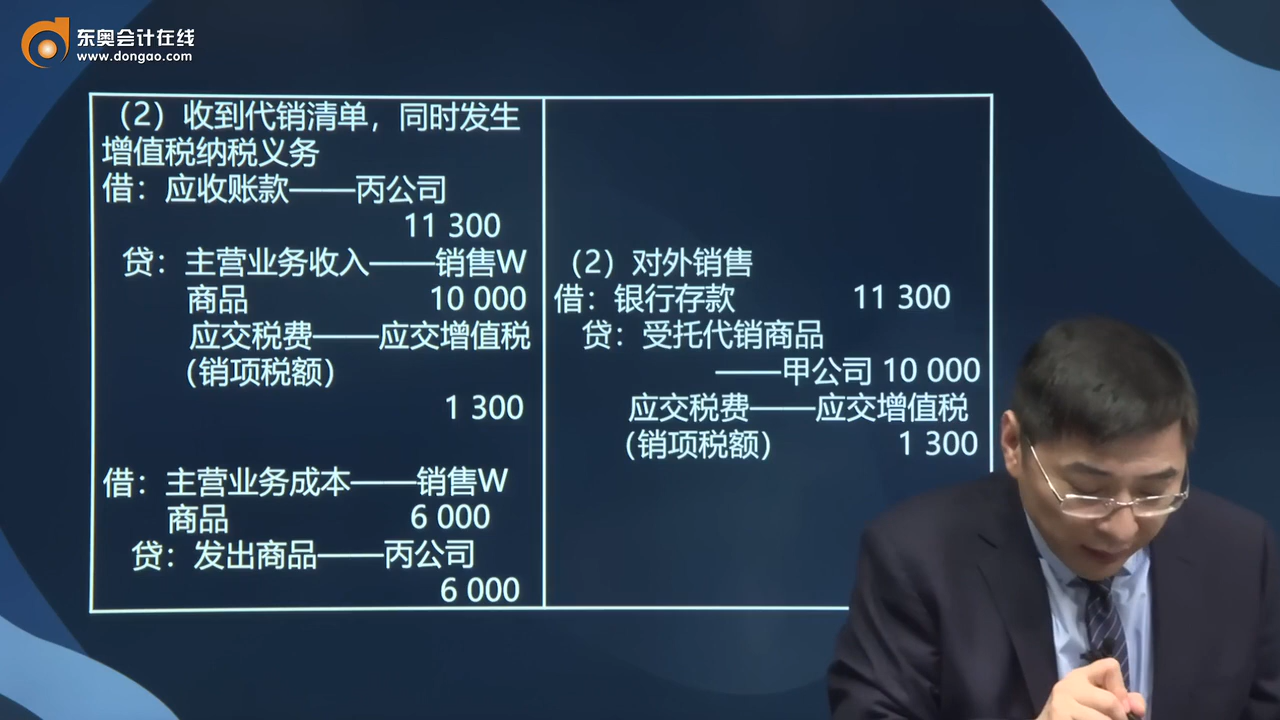 东奥会计在线
www.dongao.com
（2）收到代销清单，同时发生
增值税纳税义务
借：应收账款——丙公司
11 300
贷：主营业务收入——销售W
商品 10 000
应交税费——应交增值税
(销项税额)
1 300
借：主营业务成本——销售W
商品 6 000
贷：发出商品——丙公司
6 000
（2）对外销售
借：银行存款 11 300
贷：受托代销商品
——甲公司 10 000
应交税费——应交增值税
(销项税额) 1 300